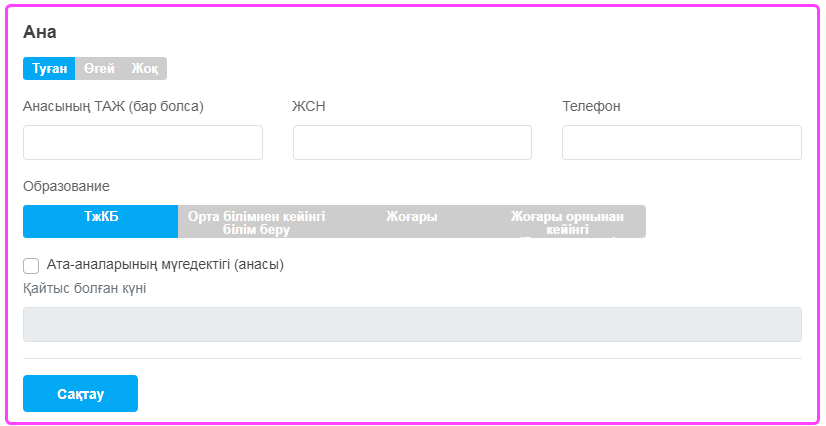 Ана
Туған Өгей Жоқ
Анасының ТАЖ (бар болса) ЖСН Телефон
Образование
ТжКБ Орта білімнен кейінгі Жоғары Жоғары орнынан
білім беру кейінгі
Ата-аналарының мүгедектігі (анасы)
Қайтыс болған күні
Сақтау